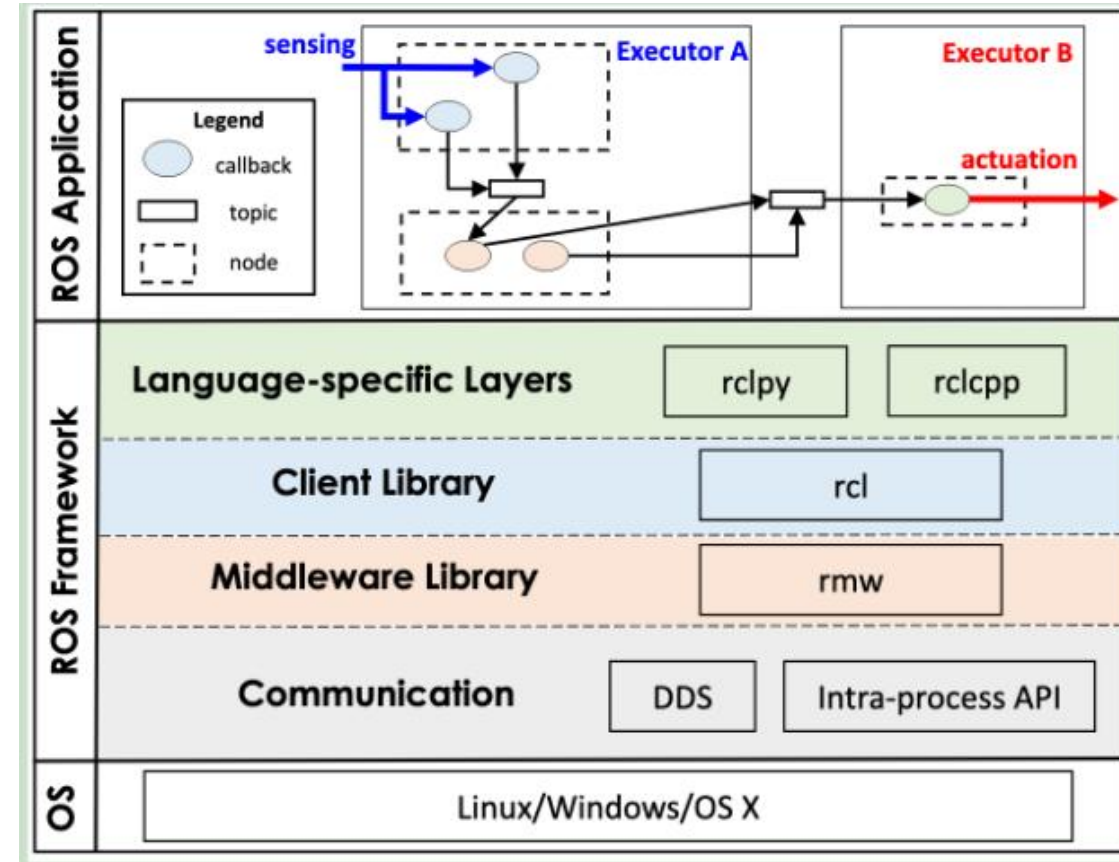 ROS Application
sensing
Executor A
Executor B
Legend
callback
topic
node
actuation
ROS Framework
Language-specific Layers
rclpy
rclcpp
Client Library
rcl
Middleware Library
rmw
Communication
DDS
Intra-process API
OS
Linux/Windows/OS X